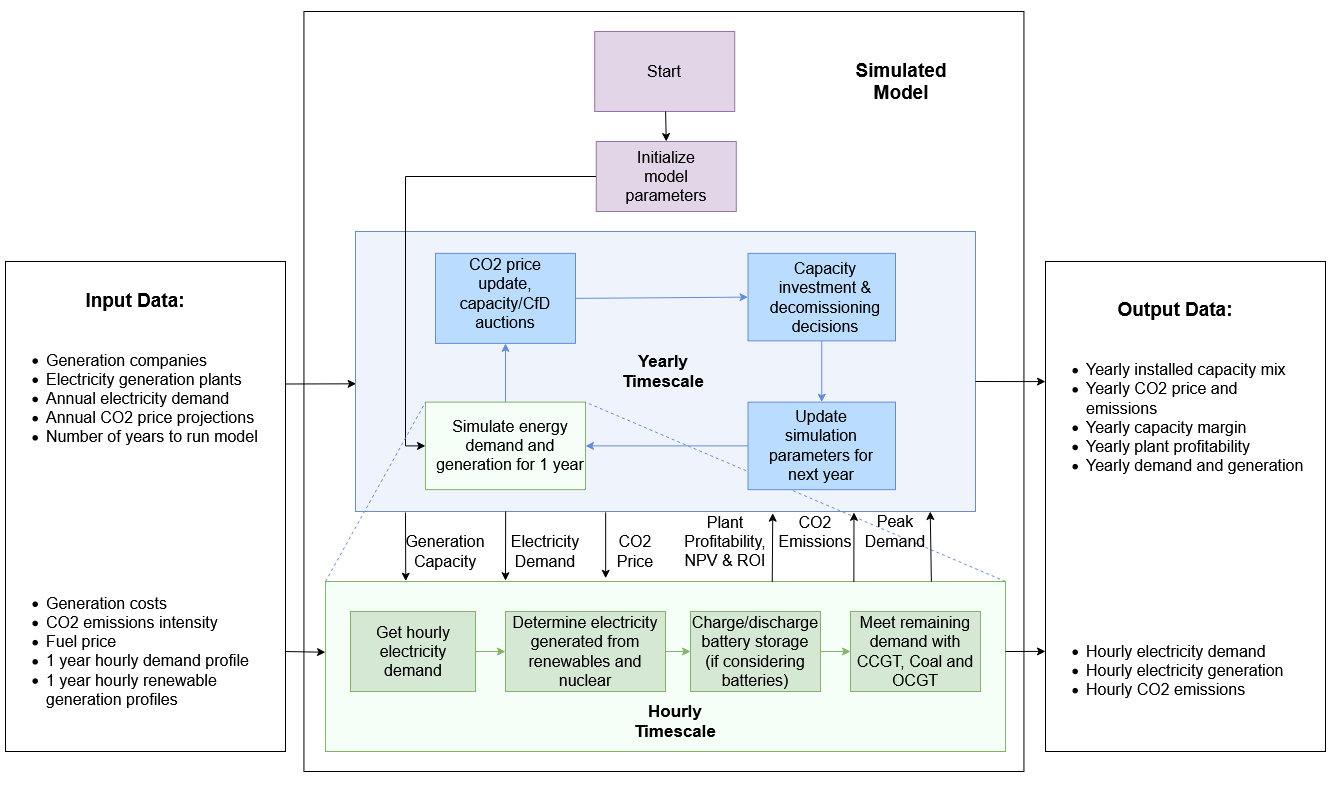 Start
Simulated
Model
Initialize
model
parameters
Input Data:
• Generation companies
• Electricity generation plants
• Annual electricity demand
• Annual CO2 price projections
• Number of years to run model
• Generation costs
• CO2 emissions intensity
• Fuel price
• 1 year hourly demand profile
• 1 year hourly renewable
generation profiles
CO2 price
update,
capacity/CfD
auctions
Capacity
investment &
decomissioning
decisions
Yearly
Timescale
Simulate energy
demand and
generation for 1 year
Update
simulation
parameters for
next year
Generation
Capacity
Electricity
Demand
CO2
Price
Plant
Profitability,
NPV & ROI
CO2
Emissions
Peak
Demand
Get hourly
electricity
demand
Determine electricity
generated from
renewables and
nuclear
Charge/discharge
battery storage
(if considering
batteries)
Meet remaining
demand with
CCGT, Coal and
OCGT
Hourly
Timescale
Output Data:
• Yearly installed capacity mix
• Yearly CO2 price and
emissions
• Yearly capacity margin
• Yearly plant profitability
• Yearly demand and generation
• Hourly electricity demand
• Hourly electricity generation
• Hourly CO2 emissions